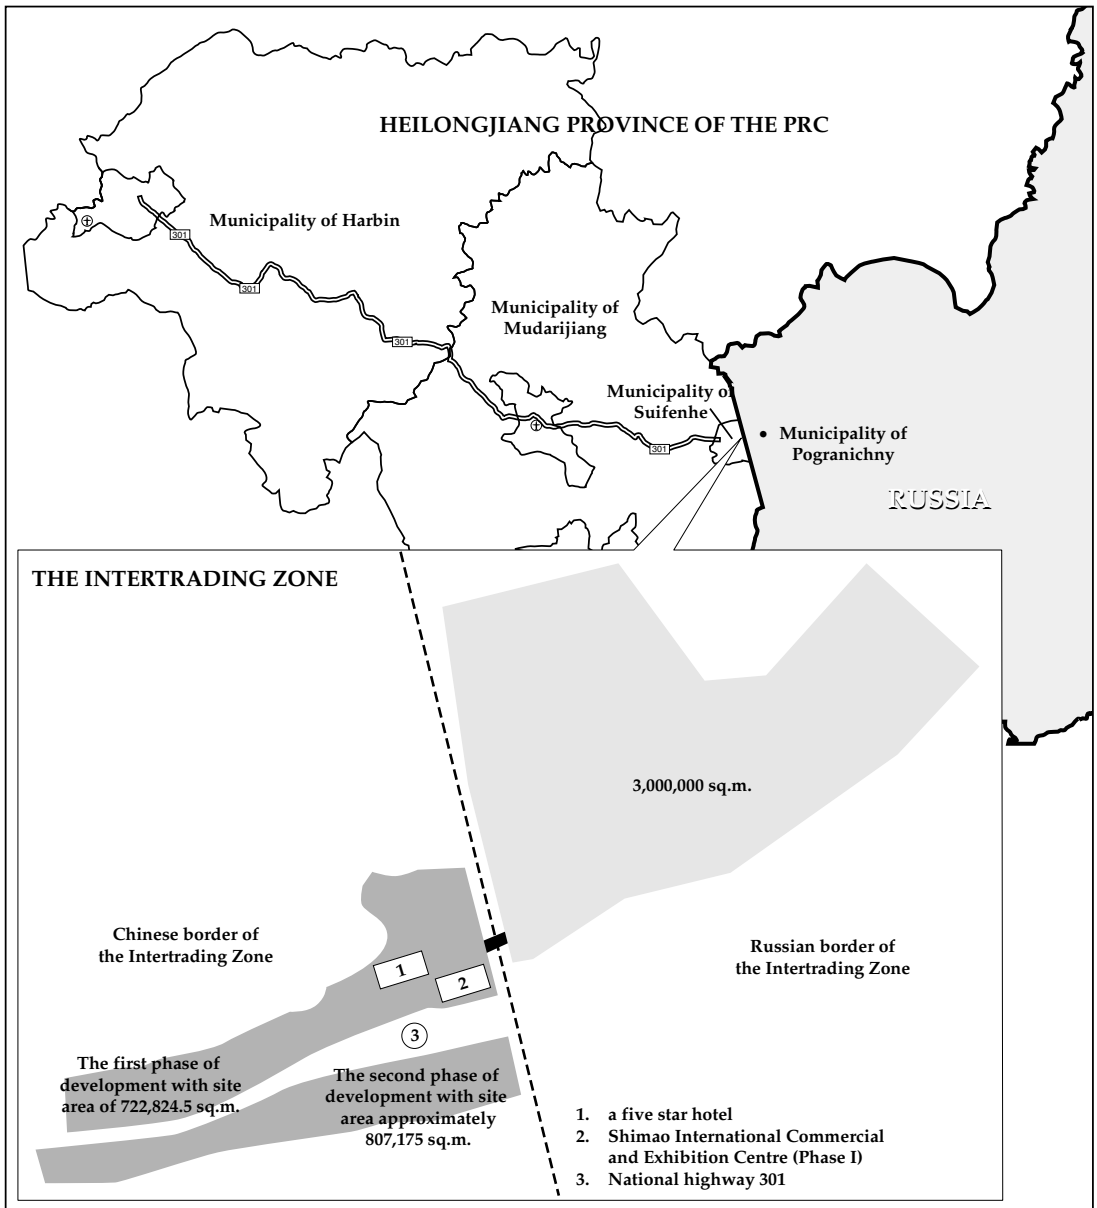 HEILONGJIANG PROVINCE OF THE PRC
Municipality of Harbin
301
301
Municipality of
Mudarijiang
301
Municipality of
Suifenhe
301
Municipality of
Pogranichny
RUSSIA
THE INTERTRADING ZONE
3,000,000 sq.m.
Chinese border of
the Intertrading Zone
Russian border of
the Intertrading Zone
1
2
3
The first phase of
development with site
area of 722,824.5 sq.m.
The second phase of
development with site
area approximately
807,175 sq.m.
1. a five star hotel
2. Shimao International Commercial
and Exhibition Centre (Phase I)
3. National highway 301